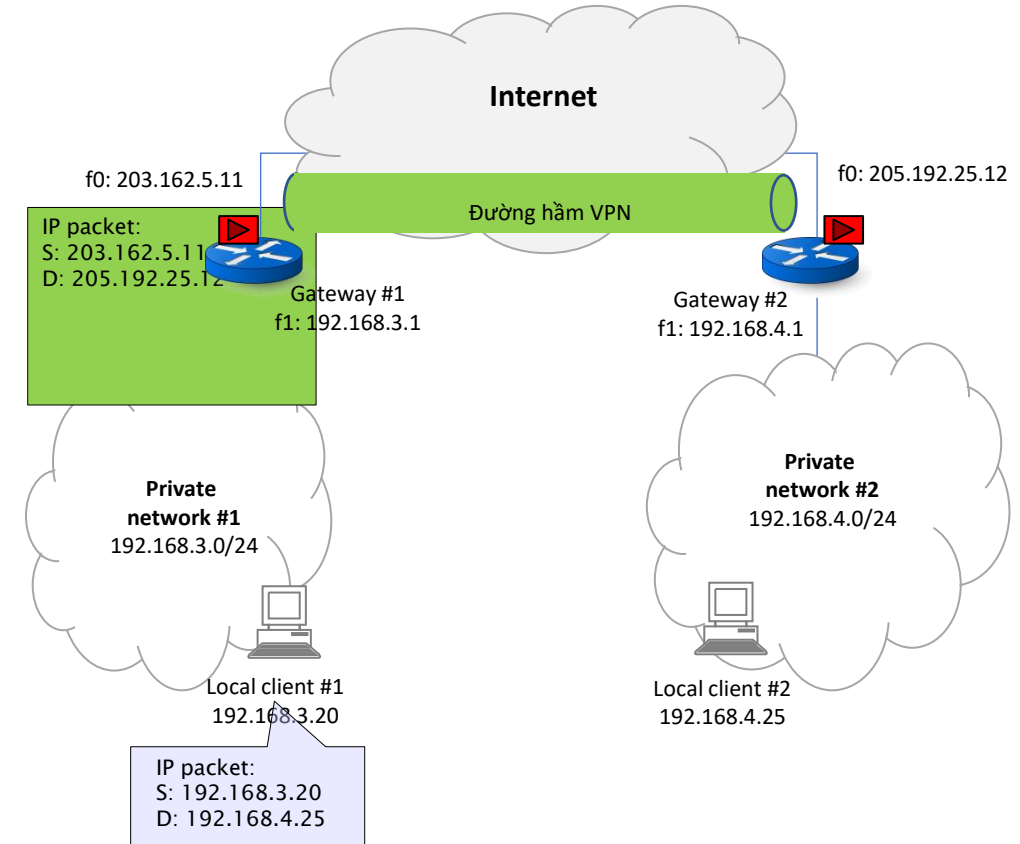 Internet
f0: 203.162.5.11
f0: 205.192.25.12
Đường hầm VPN
IP packet:
S: 203.162.5.11
D: 205.192.25.12
Gateway #1
f1: 192.168.3.1
Gateway #2
f1: 192.168.4.1
Private
network #1
192.168.3.0/24
Private
network #2
192.168.4.0/24
Local client #1
192.168.3.20
Local client #2
192.168.4.25
IP packet:
S: 192.168.3.20
D: 192.168.4.25